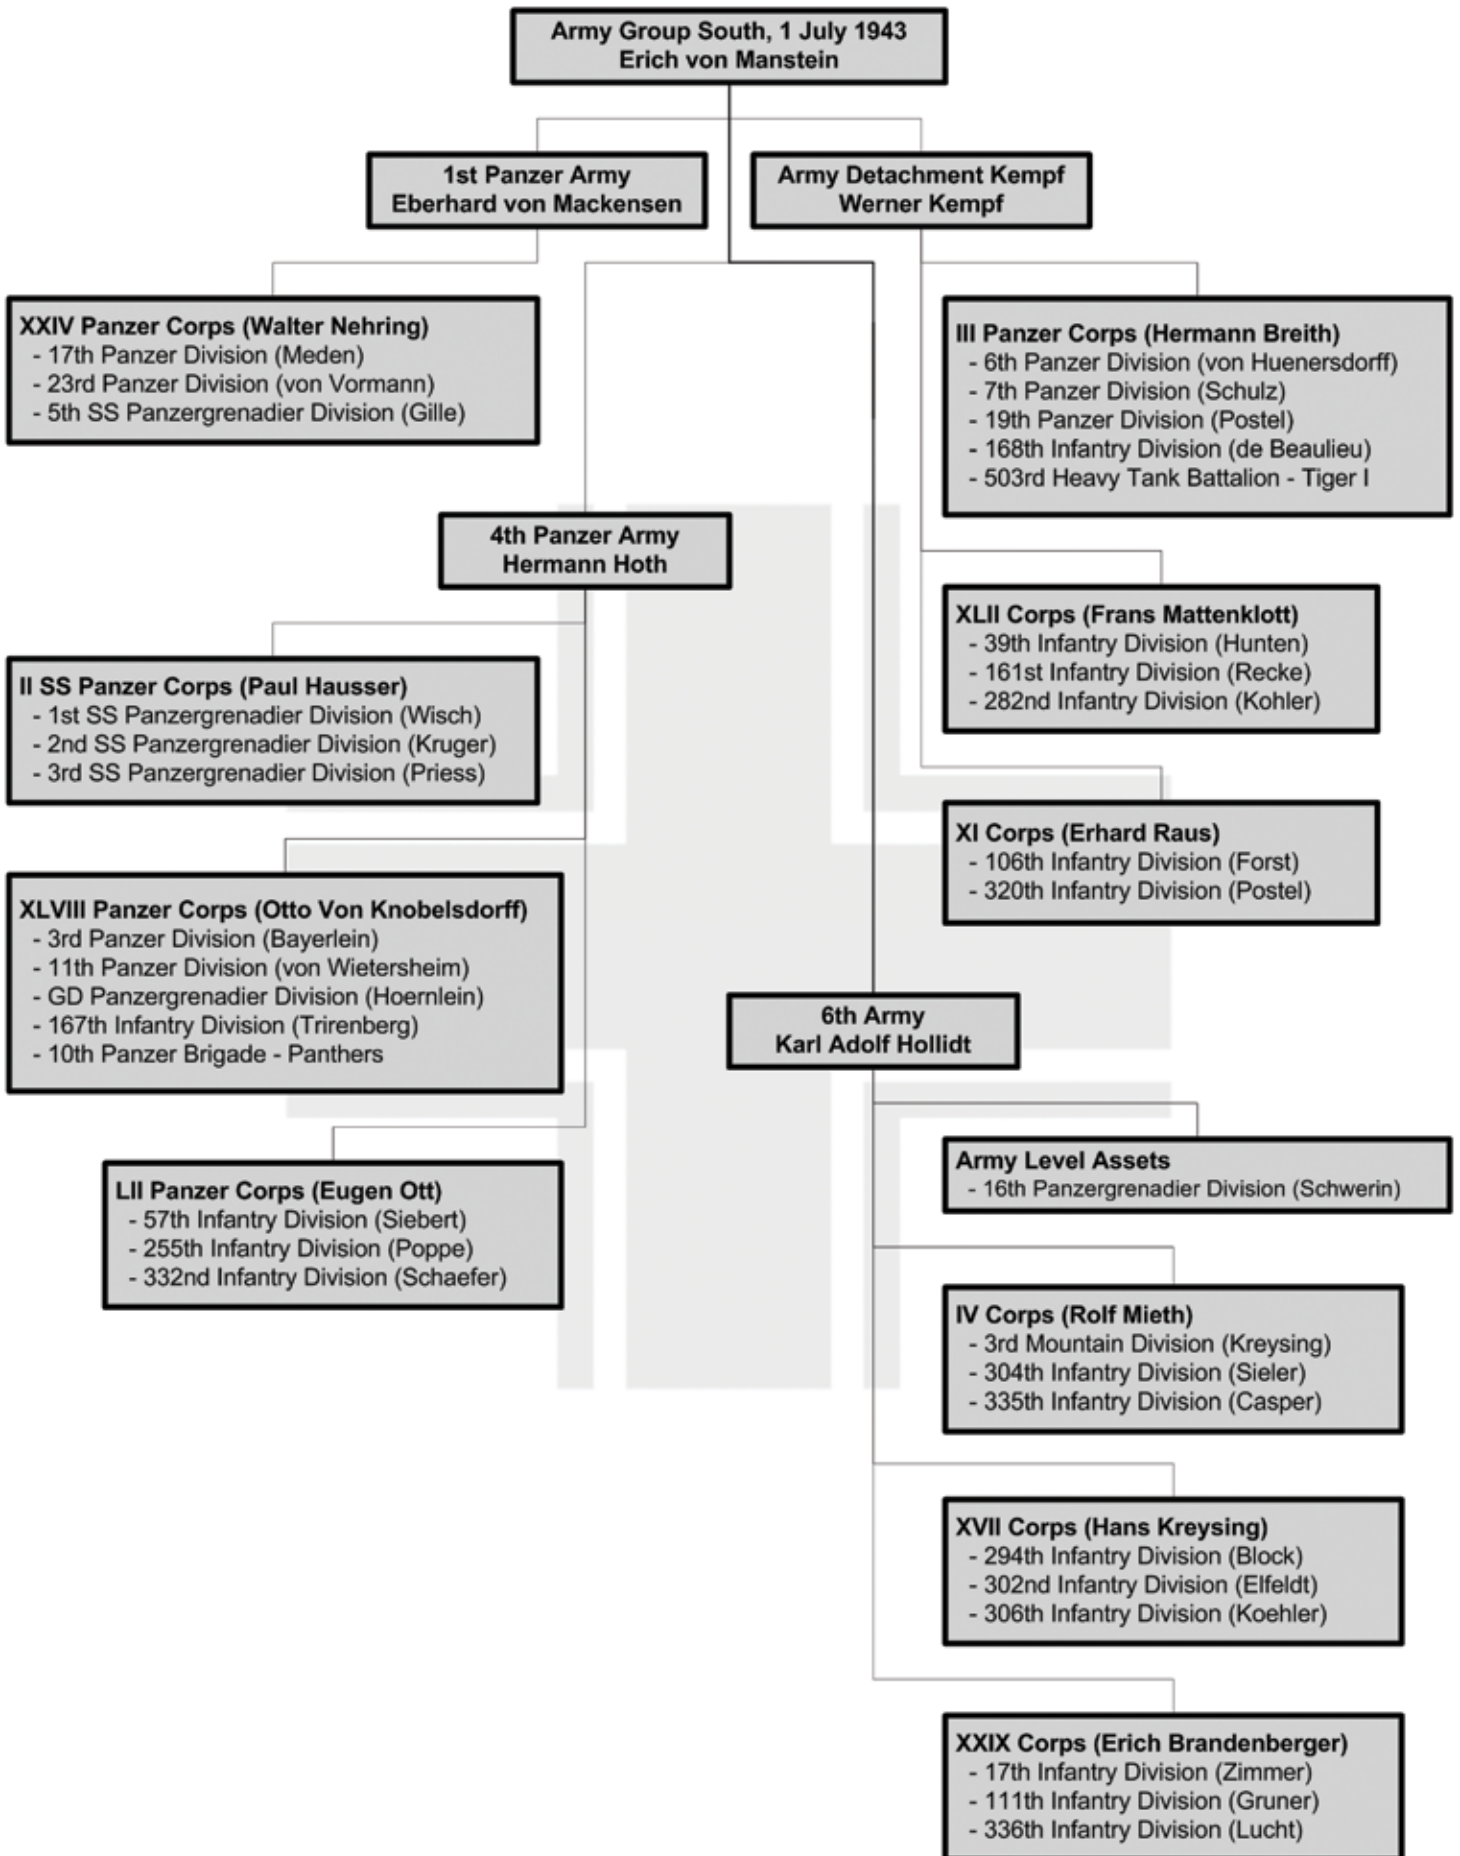 Army Group South, 1 July 1943
Erich von Manstein
1st Panzer Army
Eberhard von Mackensen
Army Detachment Kempf
Werner Kempf
XXIV Panzer Corps (Walter Nehring)
- 17th Panzer Division (Meden)
- 23rd Panzer Division (von Vormann)
- 5th SS Panzergrenadier Division (Gille)
III Panzer Corps (Hermann Breith)
- 6th Panzer Division (von Huenersdorff)
- 7th Panzer Division (Schulz)
- 19th Panzer Division (Postel)
- 168th Infantry Division (de Beaulieu)
- 503rd Heavy Tank Battalion - Tiger I
4th Panzer Army
Hermann Hoth
XLII Corps (Frans Mattenklott)
- 39th Infantry Division (Hunten)
- 161st Infantry Division (Recke)
- 282nd Infantry Division (Kohler)
II SS Panzer Corps (Paul Hausser)
- 1st SS Panzergrenadier Division (Wisch)
- 2nd SS Panzergrenadier Division (Kruger)
- 3rd SS Panzergrenadier Division (Priess)
XI Corps (Erhard Raus)
- 106th Infantry Division (Forst)
- 320th Infantry Division (Postel)
XLVIII Panzer Corps (Otto Von Knobelsdorff)
- 3rd Panzer Division (Bayerlein)
- 11th Panzer Division (von Wietersheim)
- GD Panzergrenadier Division (Hoernlein)
- 167th Infantry Division (Trirenberg)
- 10th Panzer Brigade - Panthers
6th Army
Karl Adolf Hollidt
LII Panzer Corps (Eugen Ott)
- 57th Infantry Division (Siebert)
- 255th Infantry Division (Poppe)
- 332nd Infantry Division (Schaefer)
Army Level Assets
- 16th Panzergrenadier Division (Schwerin)
IV Corps (Rolf Mieth)
- 3rd Mountain Division (Kreysing)
- 304th Infantry Division (Sieler)
- 335th Infantry Division (Casper)
XVII Corps (Hans Kreysing)
- 294th Infantry Division (Block)
- 302nd Infantry Division (Elfeldt)
- 306th Infantry Division (Koehler)
XXIX Corps (Erich Brandenberger)
- 17th Infantry Division (Zimmer)
- 111th Infantry Division (Gruner)
- 336th Infantry Division (Lucht)